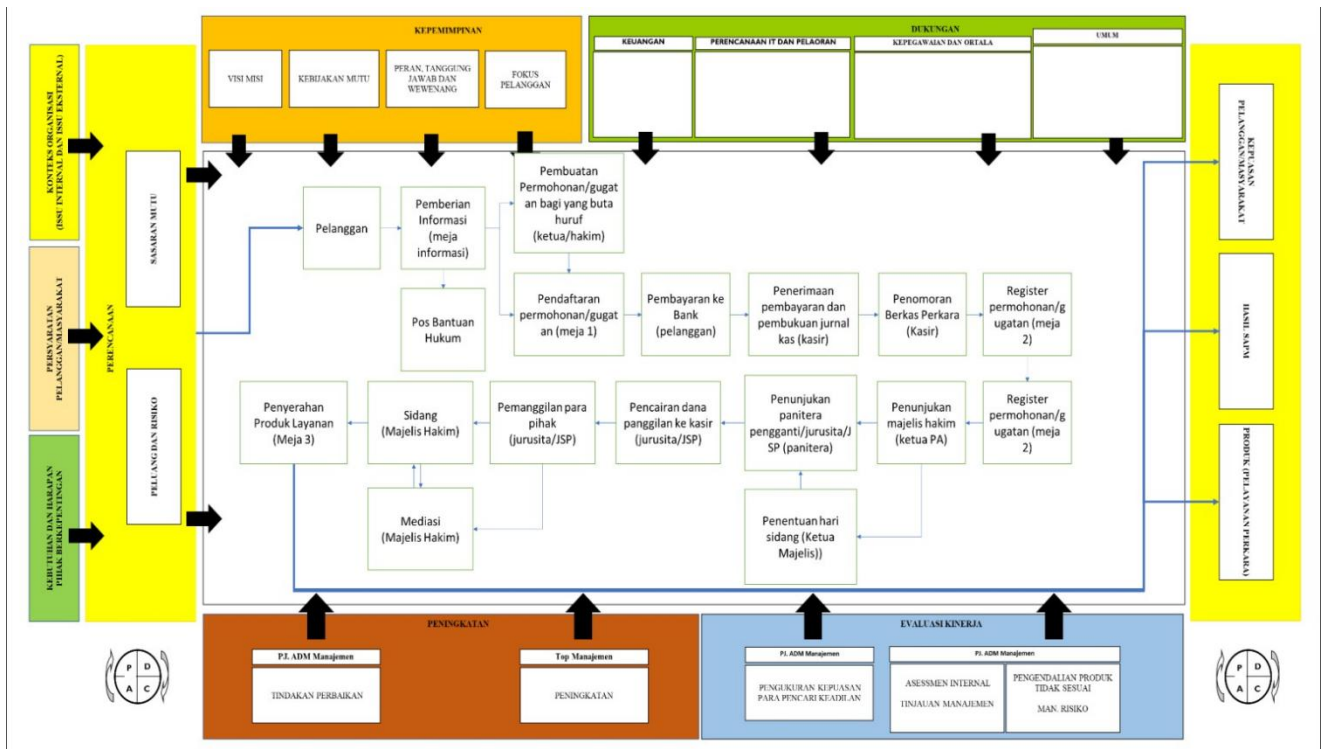 KEPEMIMPINAN
VISI MISI
KEBIJAKAN MUTU
PERAN, TANGGUNG
JAWAB DAN
WEWENANG
FOKUS
PELANGGAN
DUKUNGAN
KEUANGAN
PERENCANAAN IT DAN PELAORAN
KEPEGAWAIAN DAN ORTALA
UMUM
KONTEKS ORGANISASI
(ISSU INTERNAL DAN ISSU EKSTERNAL)
PERSYARATAN
PELANGGAN/MASYARAKAT
KEBUTUHAN DAN HARAPAN
PIHAK BERKEPENTINGAN
PERENCANAAN
SASARAN MUTU
PELUANG DAN RISIKO
Pelanggan
Pemberian
Informasi
(meja
informasi)
Pembuatan
Permohonan/gugat
an bagi yang buta
huruf
(ketua/hakim)
Pos Bantuan
Hukum
Pendaftaran
permohonan/gugat
an (meja 1)
Pembayaran ke
Bank
(pelanggan)
Penerimaan
pembayaran dan
pembukuan jurnal
kas (kasir)
Penomoran
Berkas Perkara
(Kasir)
Register
permohonan/g
ugatan (meja
2)
Penyerahan
Produk Layanan
(Meja 3)
Sidang
(Majelis Hakim)
Pemanggilan para
pihak
(jurusita/JSP)
Pencairan dana
panggilan ke kasir
(jurusita/JSP)
Penunjukan
panitera
pengganti/jurusita/J
SP (panitera)
Penunjukan
majelis hakim
(ketua PA)
Register
permohonan/g
ugatan (meja
2)
Mediasi
(Majelis Hakim)
Penentuan hari
sidang (Ketua
Majelis))
KEPUASAN
PELANGGAN/MASYARAKAT
HASIL SAPM
PRODUK (PELAYANAN PERKARA)
PENINGKATAN
PJ. ADM Manajemen
TINDAKAN PERBAIKAN
Top Manajemen
PENINGKATAN
EVALUASI KINERJA
PJ. ADM Manajemen
PENGUKURAN KEPUASAN
PARA PENCARI KEADILAN
PJ. ADM Manajemen
ASESSMEN INTERNAL
TINJAUAN MANAJEMEN
PENGENDALIAN PRODUK
TIDAK SESUAI
MAN. RISIKO
P D
A C
P D
A C